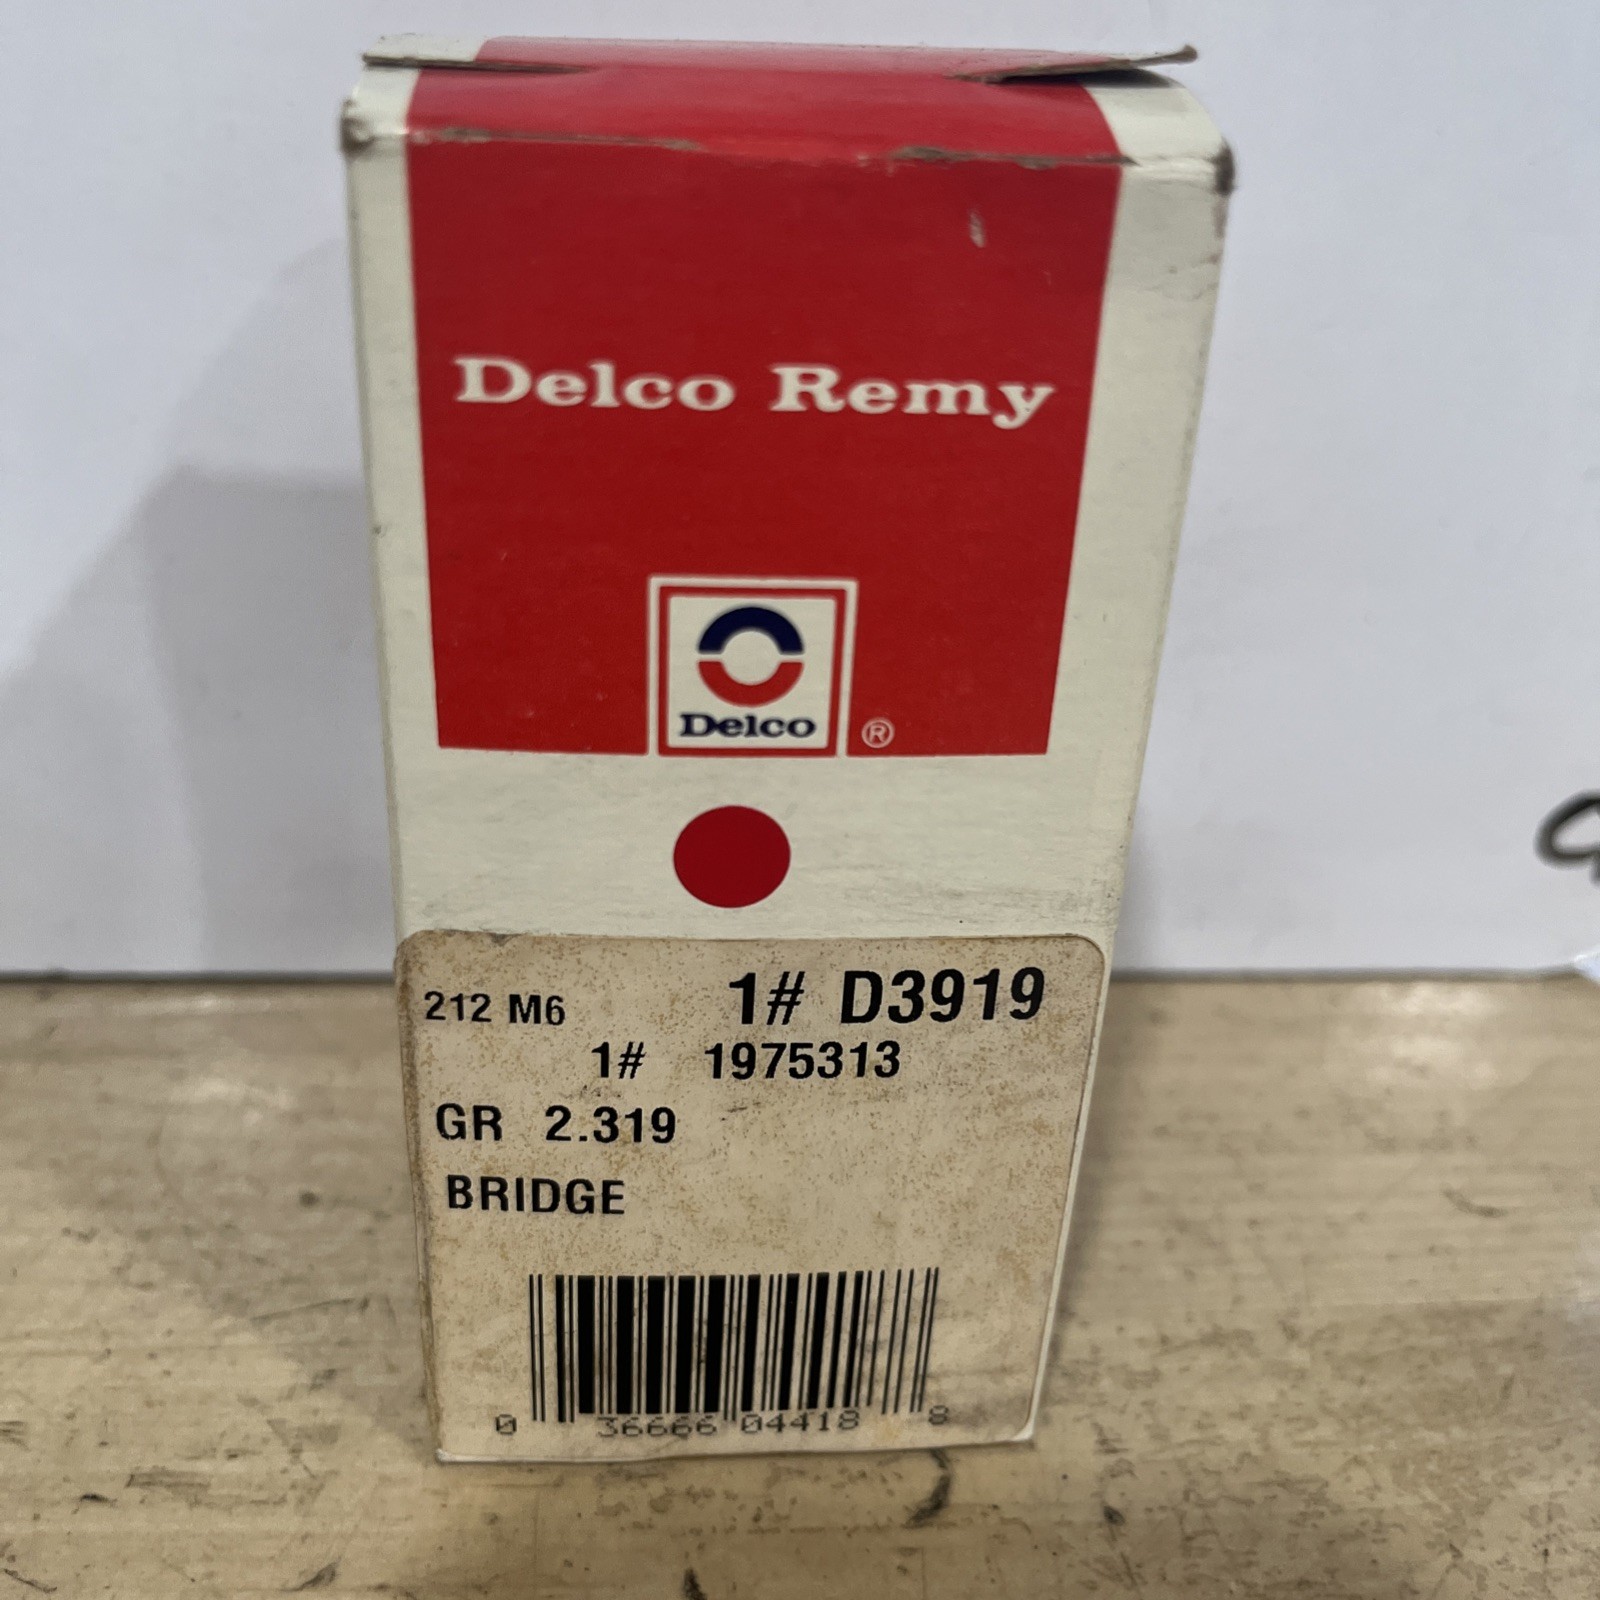 Delco Remy
Delco ®
212 M6 1# D3919
1# 1975313
GR 2.319
BRIDGE
0 36666 04418 8